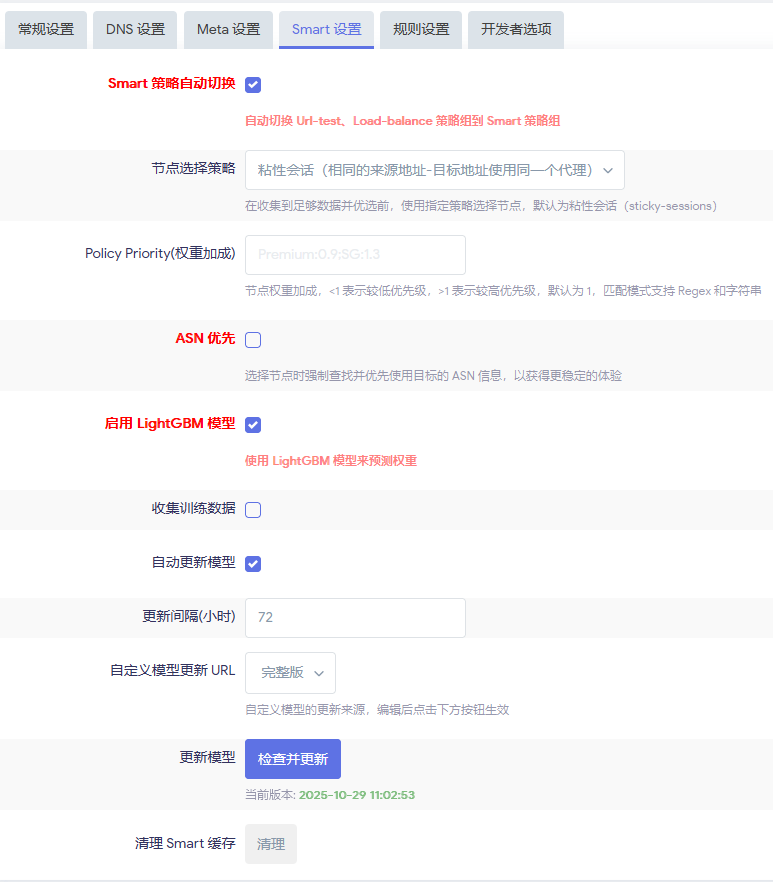 常规设置 DNS 设置 Meta 设置 Smart 设置 规则设置 开发者选项
Smart 策略自动切换
自动切换 Url-test、Load-balance 策略组到 Smart 策略组
节点选择策略 粘性会话（相同的来源地址-目标地址使用同一个代理）
在收集到足够数据并优选前，使用指定策略选择节点，默认为粘性会话（sticky-sessions）
Policy Priority(权重加成) Premium:0.9;SG:1.3
节点权重加成，<1 表示较低优先级，>1 表示较高优先级，默认为 1，匹配模式支持 Regex 和字符串
ASN 优先
选择节点时强制查找并优先使用目标的 ASN 信息，以获得更稳定的体验
启用 LightGBM 模型
使用 LightGBM 模型来预测权重
收集训练数据
自动更新模型
更新间隔(小时) 72
自定义模型更新 URL 完整版
自定义模型的更新来源，编辑后点击下方按钮生效
更新模型 检查并更新
当前版本: 2025-10-29 11:02:53
清理 Smart 缓存 清理